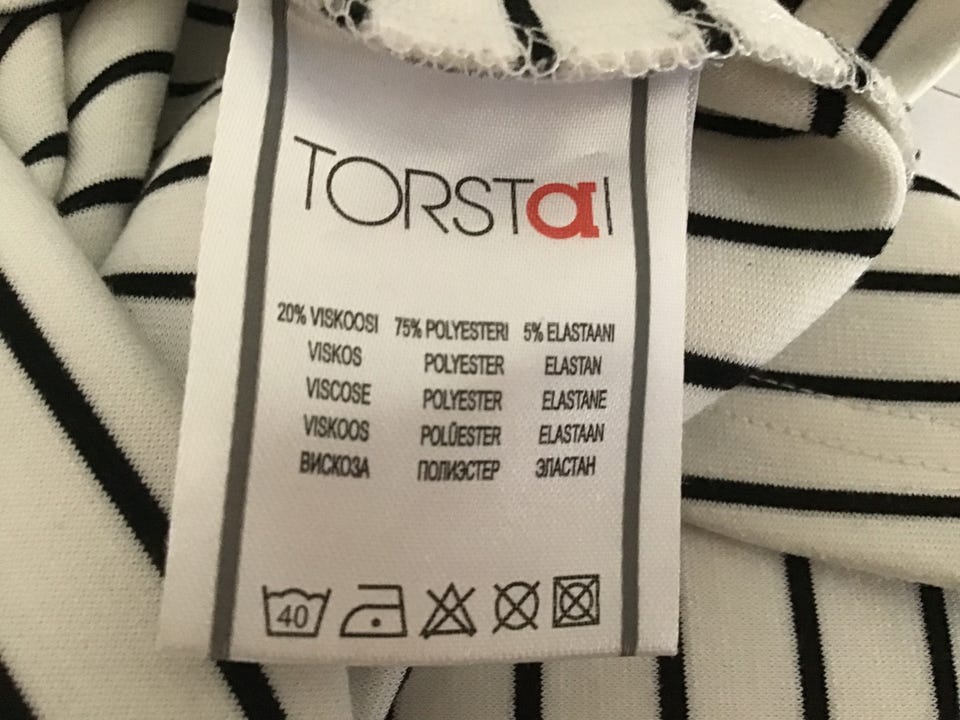 TORSTaI
20% VISKOOSI 75% POLYESTERI 5% ELASTAANI
VISKOS POLYESTER ELASTAN
VISCOSE POLYESTER ELASTANE
VISKOOS POLÜESTER ELASTAAN
ВИСКОЗА ПОЛИЭСТЕР ЭЛАСТАН
40